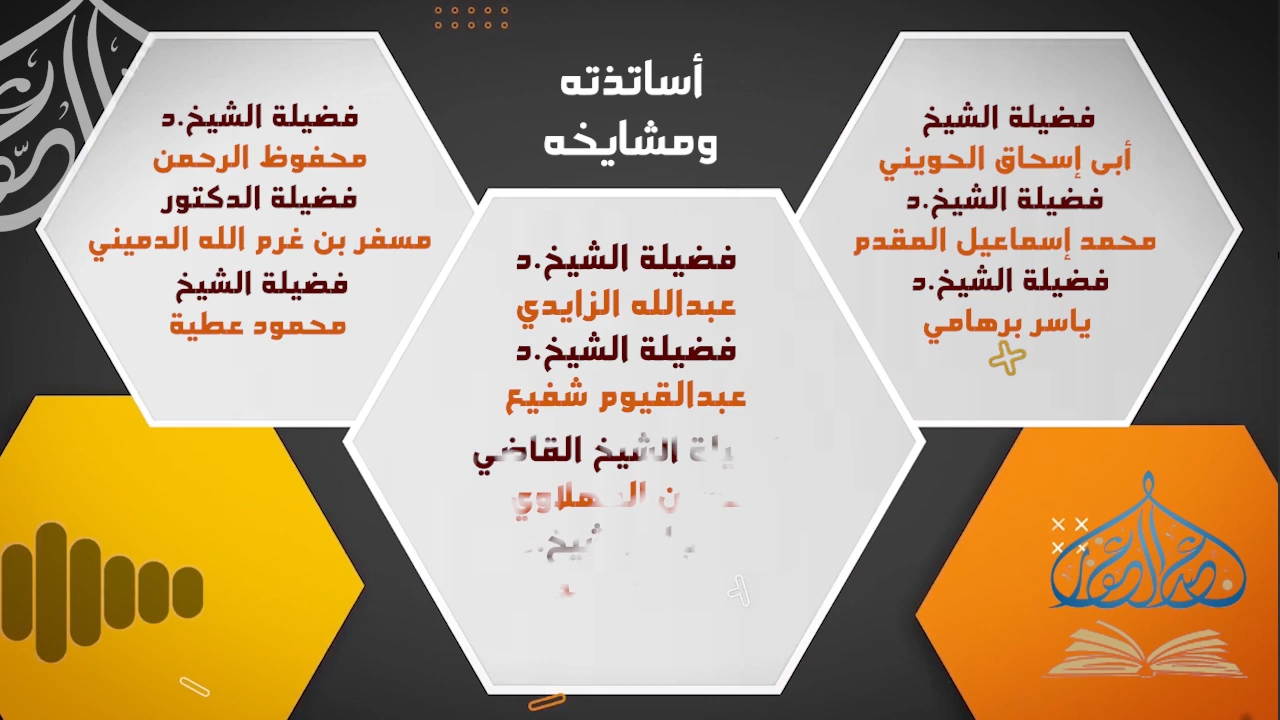 أساتذته
ومشايخه
فضيلة الشيخ
أبى إسحاق الحويني
فضيلة الشيخ.د
محمد إسماعيل المقدم
فضيلة الشيخ.د
ياسر برهامي
فضيلة الشيخ.د
عبدالله الزايدي
فضيلة الشيخ.د
عبدالقيوم شفيع
الشيخ القاضي
فضيلة الشيخ.د
محفوظ الرحمن
فضيلة الدكتور
مسفر بن غرم الله الدميني
فضيلة الشيخ
محمود عطية